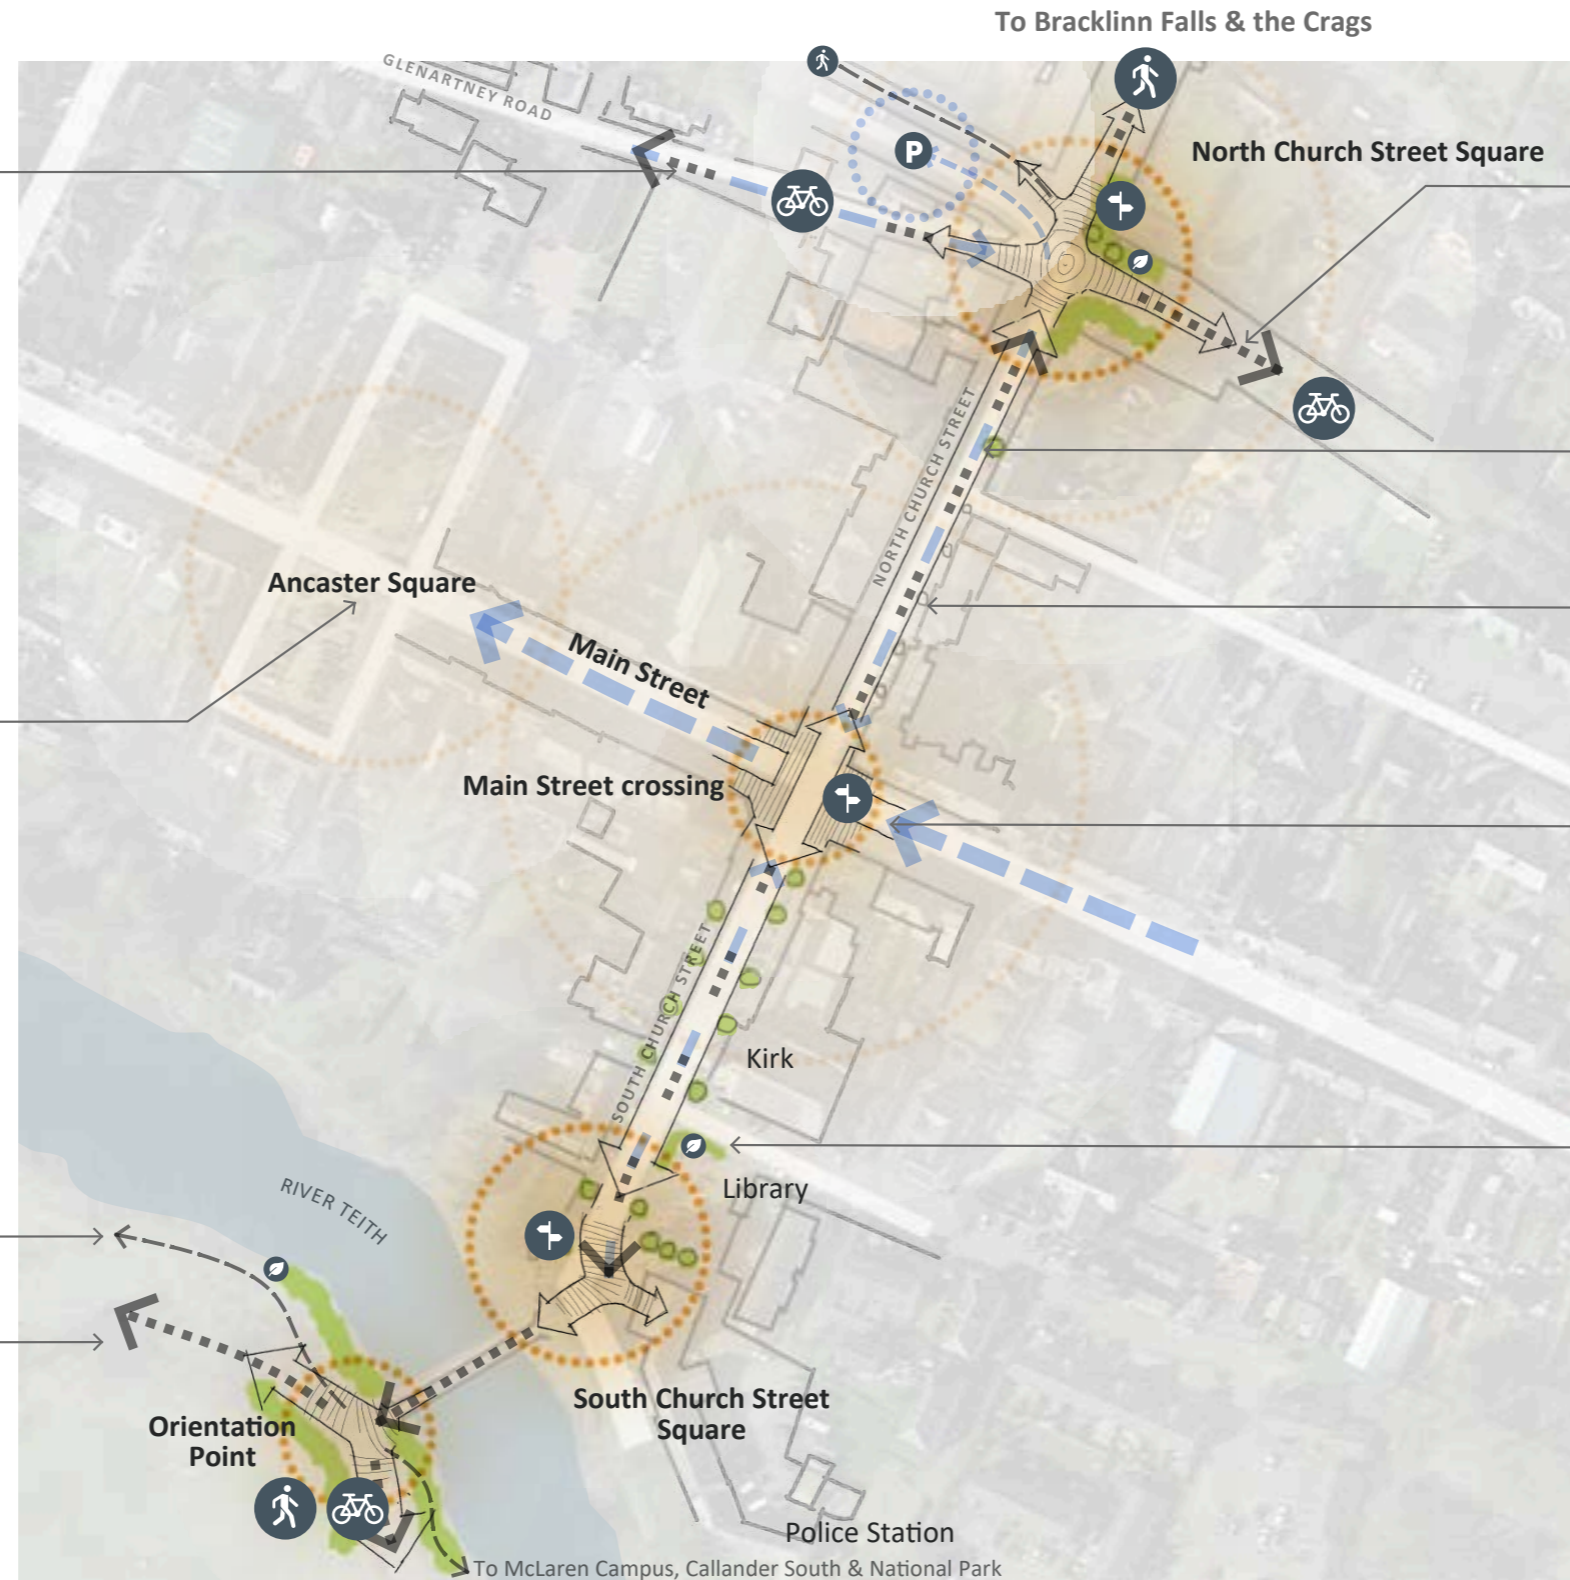 To Bracklinn Falls & the Crags
GLENARTNEY ROAD
P
North Church Street Square
NORTH CHURCH STREET
Ancaster Square
Main Street
Main Street crossing
SOUTH CHURCH STREET
Kirk
Library
RIVER TEITH
South Church Street
Square
Orientation
Point
Police Station
To McLaren Campus, Callander South & National Park